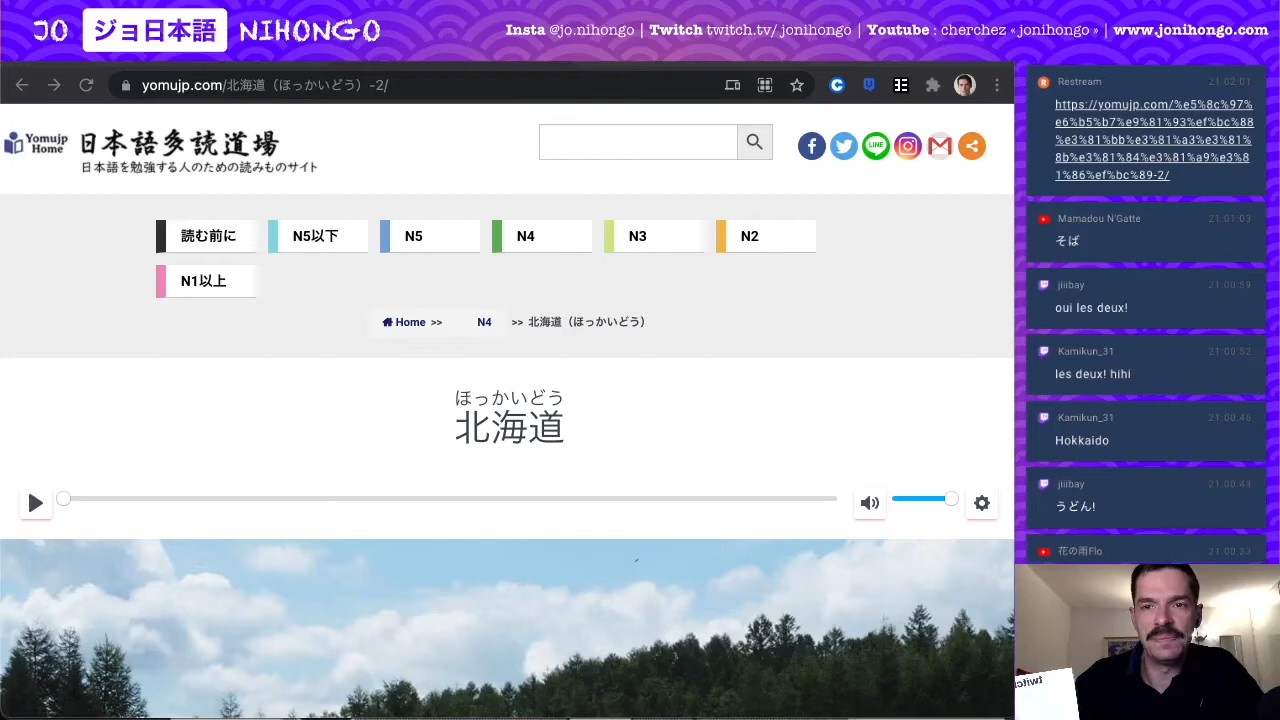 JO ジョ日本語 NIHONGO
Insta @jo.nihongo | Twitch twitch.tv/jonihongo | Youtube : cherchez « jonihongo » | www.jonihongo.com
yomujp.com/北海道（ほっかいどう）-2/
Yomujp Home
日本語多読道場
日本語を勉強する人のための読みものサイト
LINE
読む前に
N5以下
N5
N4
N3
N2
N1以上
Home >> N4 >> 北海道（ほっかいどう）
ほっかいどう
北海道
Restream 21:02:01
https://yomujp.com/%e5%8c%97%
e6%b5%b7%e9%81%93%ef%bc%88
%e3%81%bb%e3%81%a3%e3%81%
8b%e3%81%84%e3%81%a9%e3%8
1%86%ef%bc%89-2/
Mamadou N'Gatte 21:01:03
そば
jiiibay 21:00:59
oui les deux!
Kamikun_31 21:00:52
les deux! hihi
Kamikun_31 21:00:46
Hokkaido
jiiibay 21:00:43
うどん!
花の雨Flo 21:00:33
twitch